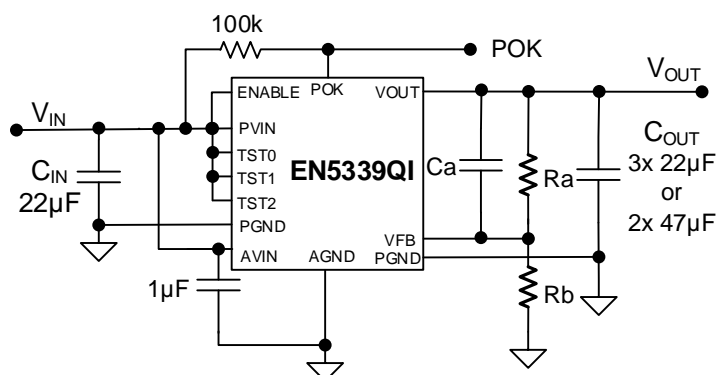 100k
POK
ENABLE
POK
VOUT
VOUT
VIN
PVIN
CIN
22µF
TST0
TST1
TST2
EN5339QI
Ca
Ra
COUT
3x 22µF
or
2x 47µF
PGND
AVIN
AGND
VFB
PGND
1µF
Rb